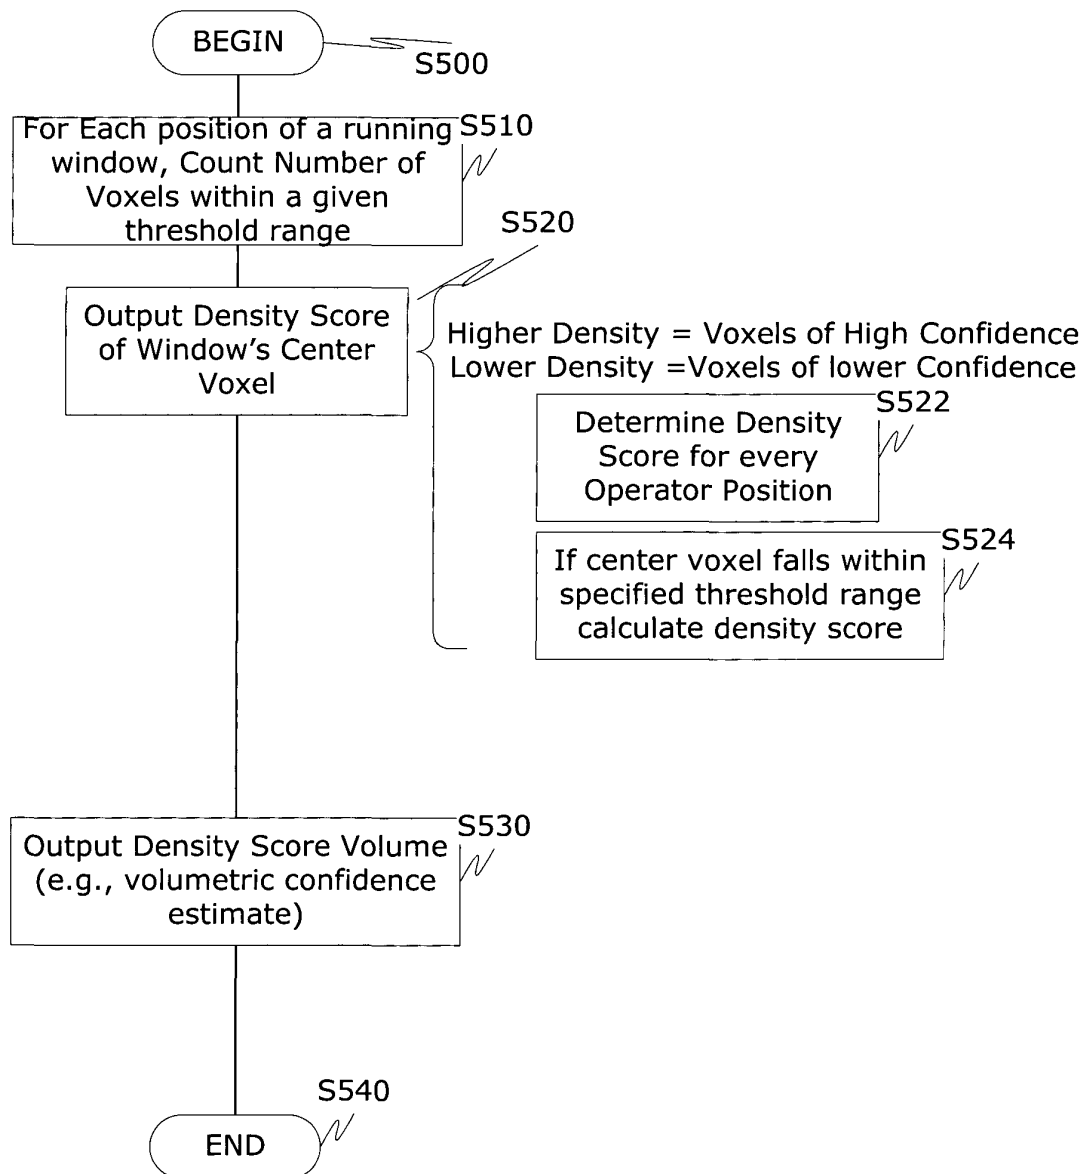 BEGIN
S500
For Each position of a running
window, Count Number of
Voxels within a given
threshold range
S510
S520
Output Density Score
of Window's Center
Voxel
Higher Density = Voxels of High Confidence
Lower Density =Voxels of lower Confidence
S522
Determine Density
Score for every
Operator Position
S524
If center voxel falls within
specified threshold range
calculate density score
S530
Output Density Score Volume
(e.g., volumetric confidence
estimate)
S540
END